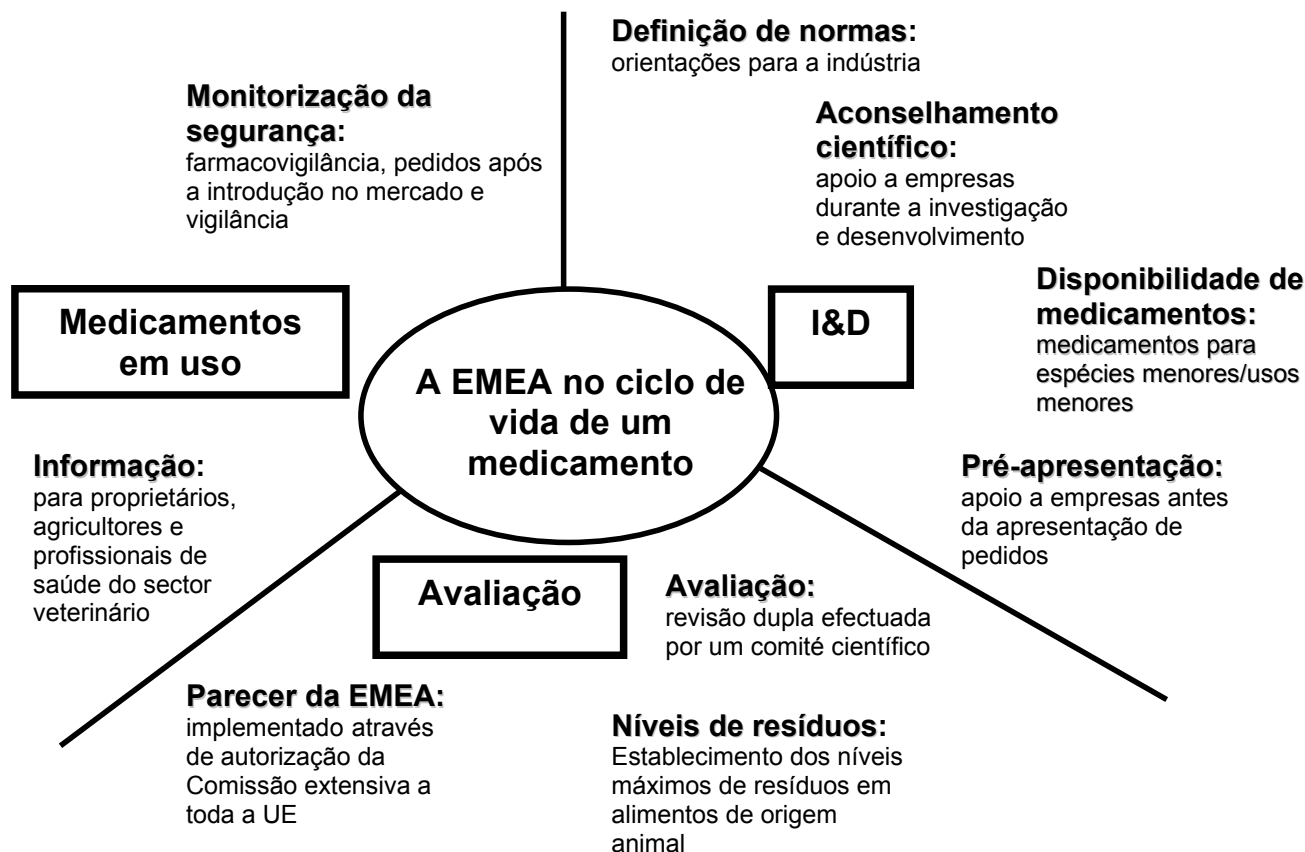 Definição de normas:
orientações para a indústria
Monitorização da
segurança:
farmacovigilância, pedidos após
a introdução no mercado e
vigilância
Aconselhamento
científico:
apoio a empresas
durante a investigação
e desenvolvimento
Disponibilidade de
medicamentos:
medicamentos para
espécies menores/usos
menores
Medicamentos
em uso
I&D
A EMEA no ciclo de
vida de um
medicamento
Informação:
para proprietários,
agricultores e
profissionais de
saúde do sector
veterinário
Pré-apresentação:
apoio a empresas antes
da apresentação de
pedidos
Avaliação
Avaliação:
revisão dupla efectuada
por um comité científico
Parecer da EMEA:
implementado através
de autorização da
Comissão extensiva a
toda a UE
Níveis de resíduos:
Establecimento dos níveis
máximos de resíduos em
alimentos de origem
animal